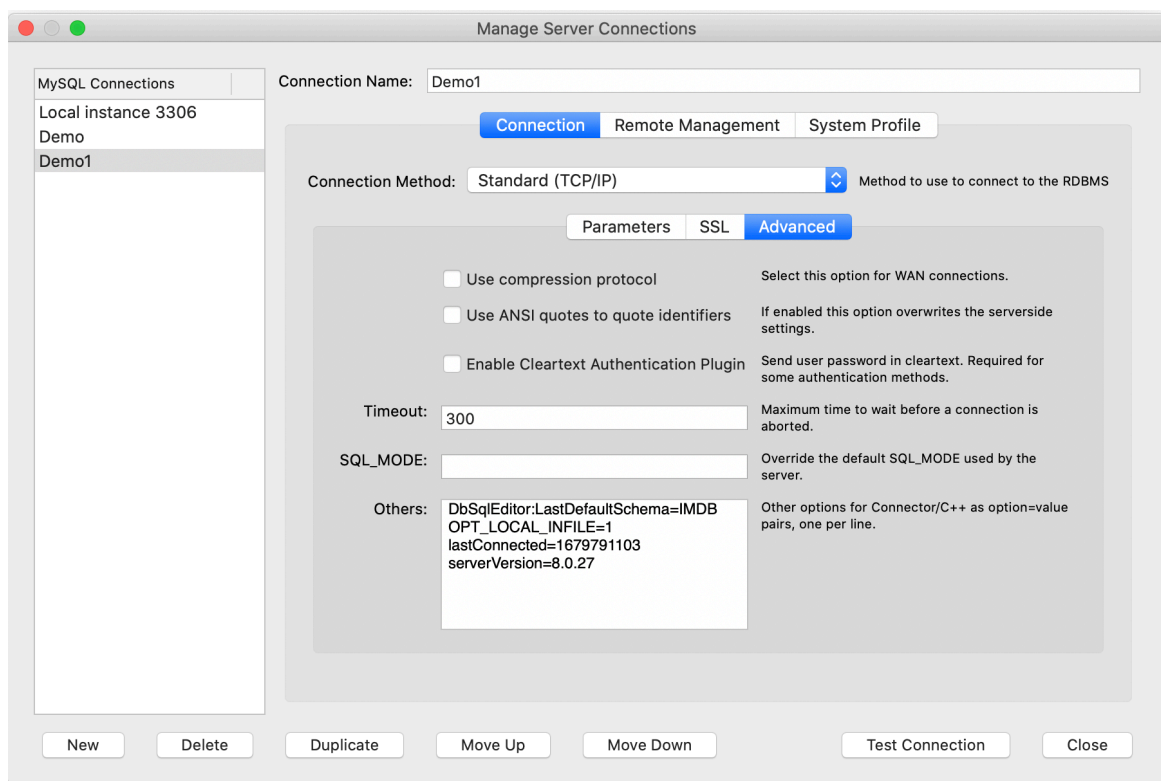 Manage Server Connections
MySQL Connections
Local instance 3306
Demo
Demo1
Connection Name: Demo1
Connection Remote Management System Profile
Connection Method: Standard (TCP/IP) Method to use to connect to the RDBMS
Parameters SSL Advanced
Use compression protocol Select this option for WAN connections.
Use ANSI quotes to quote identifiers If enabled this option overwrites the serverside
settings.
Enable Cleartext Authentication Plugin Send user password in cleartext. Required for
some authentication methods.
Timeout: 300 Maximum time to wait before a connection is
aborted.
SQL_MODE: Override the default SQL_MODE used by the
server.
Others: DbSqlEditor:LastDefaultSchema=IMDB Other options for Connector/C++ as option=value
OPT_LOCAL_INFILE=1 pairs, one per line.
lastConnected=1679791103
serverVersion=8.0.27
New Delete Duplicate Move Up Move Down Test Connection Close